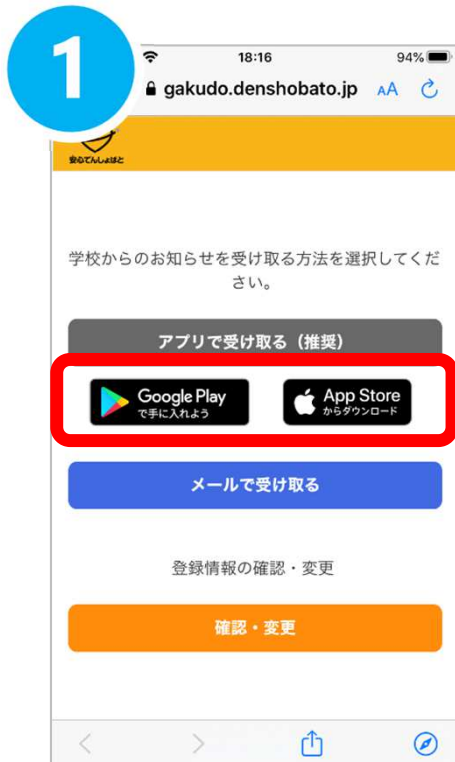 1
18:16
94%
gakudo.denshobato.jp
AA
安心でんしょばと
学校からのお知らせを受け取る方法を選択してくだ
さい。
アプリで受け取る（推奨）
Google Play
で手に入れよう
App Store
からダウンロード
メールで受け取る
登録情報の確認・変更
確認・変更